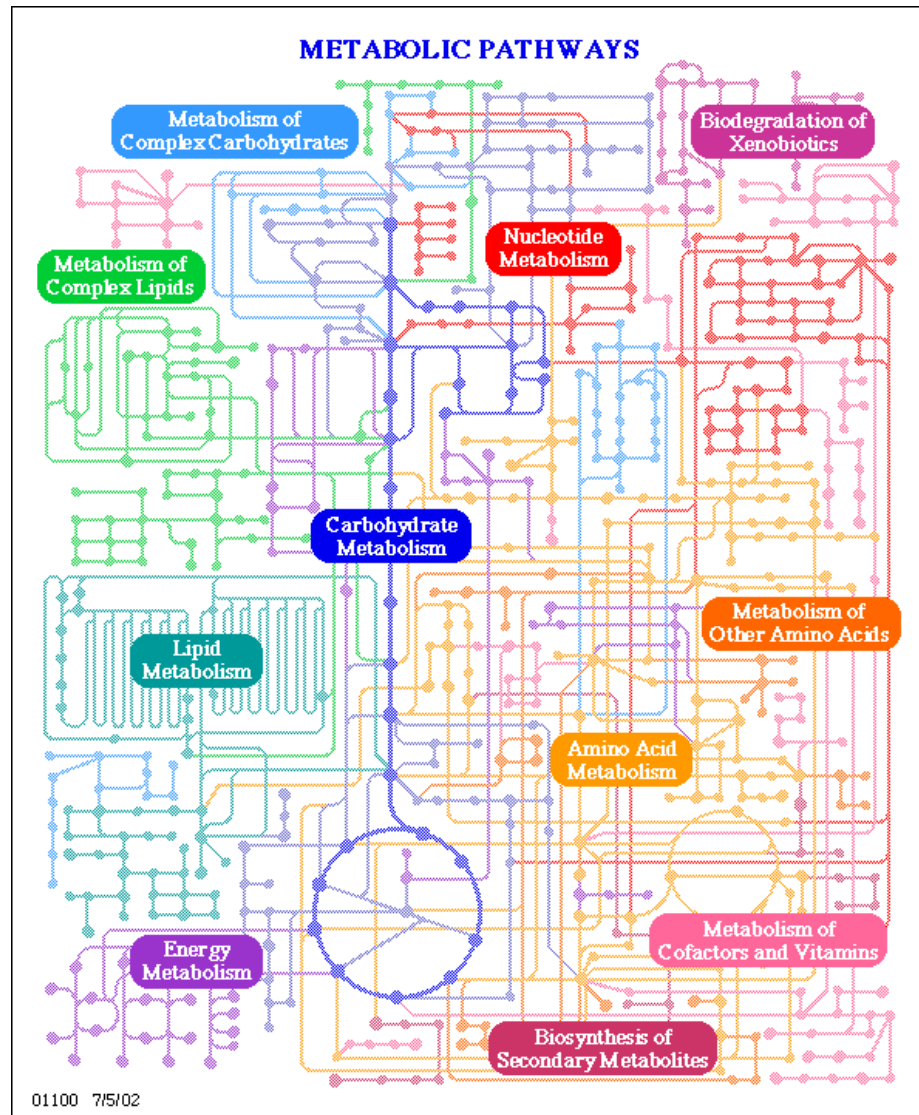 METABOLIC PATHWAYS
Metabolism of
Complex Carbohydrates
Biodegradation of
Xenobiotics
Nucleotide
Metabolism
Metabolism of
Complex Lipids
Carbohydrate
Metabolism
Metabolism of
Other Amino Acids
Lipid
Metabolism
Amino Acid
Metabolism
Metabolism of
Cofactors and Vitamins
Energy
Metabolism
Biosynthesis of
Secondary Metabolites
01100 7/5/02